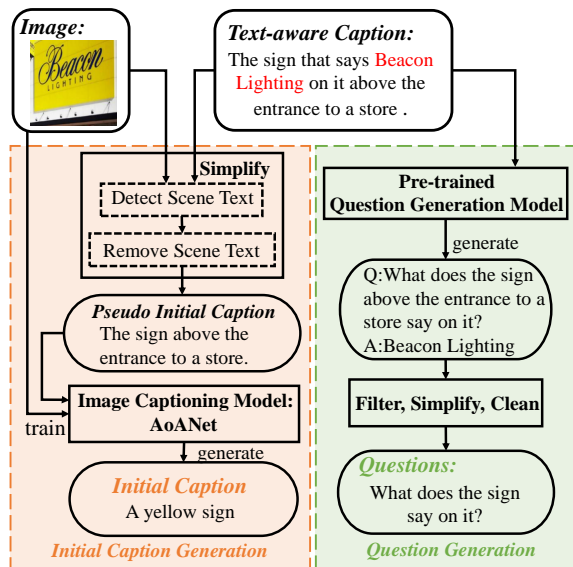 Image:
Beacon
LIGHTING
Text-aware Caption:
The sign that says Beacon
Lighting on it above the
entrance to a store .
Simplify
Detect Scene Text
Remove Scene Text
Pseudo Initial Caption
The sign above the
entrance to a store.
train
Image Captioning Model:
AoANet
generate
Initial Caption
A yellow sign
Initial Caption Generation
Pre-trained
Question Generation Model
generate
Q:What does the sign
above the entrance to a
store say on it?
A:Beacon Lighting
Filter, Simplify, Clean
Questions:
What does the sign
say on it?
Question Generation